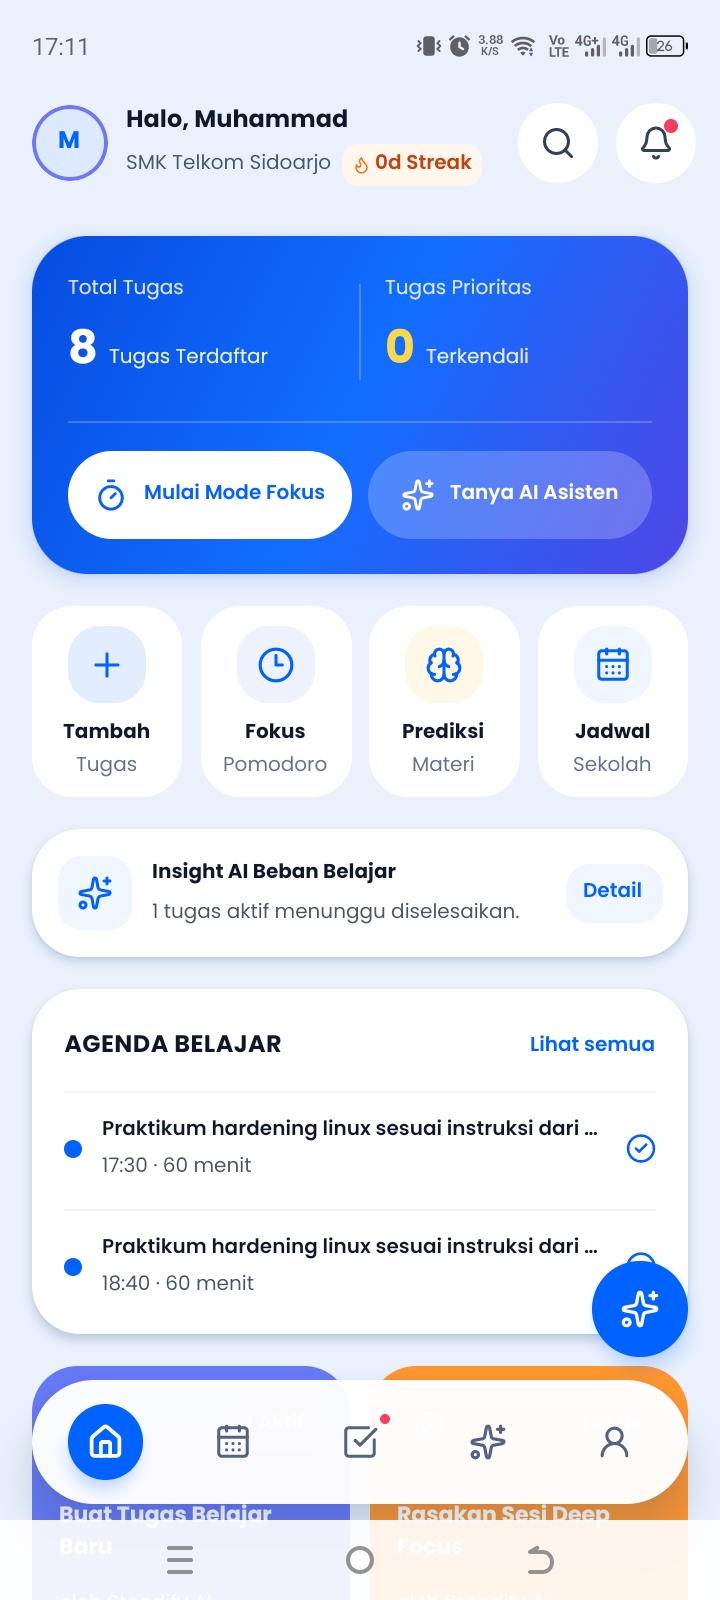 17:11
3.88
K/S
Vo
LTE
4G+
4G
26
M
Halo, Muhammad
SMK Telkom Sidoarjo
0d Streak
Total Tugas
Tugas Prioritas
8 Tugas Terdaftar
0 Terkendali
Mulai Mode Fokus
Tanya AI Asisten
Tambah
Tugas
Fokus
Pomodoro
Prediksi
Materi
Jadwal
Sekolah
Insight AI Beban Belajar
1 tugas aktif menunggu diselesaikan.
Detail
AGENDA BELAJAR
Lihat semua
Praktikum hardening linux sesuai instruksi dari ...
17:30 · 60 menit
Praktikum hardening linux sesuai instruksi dari ...
18:40 · 60 menit
Buat Tugas Belajar
Baru
Rasakan Sesi Deep
Focus